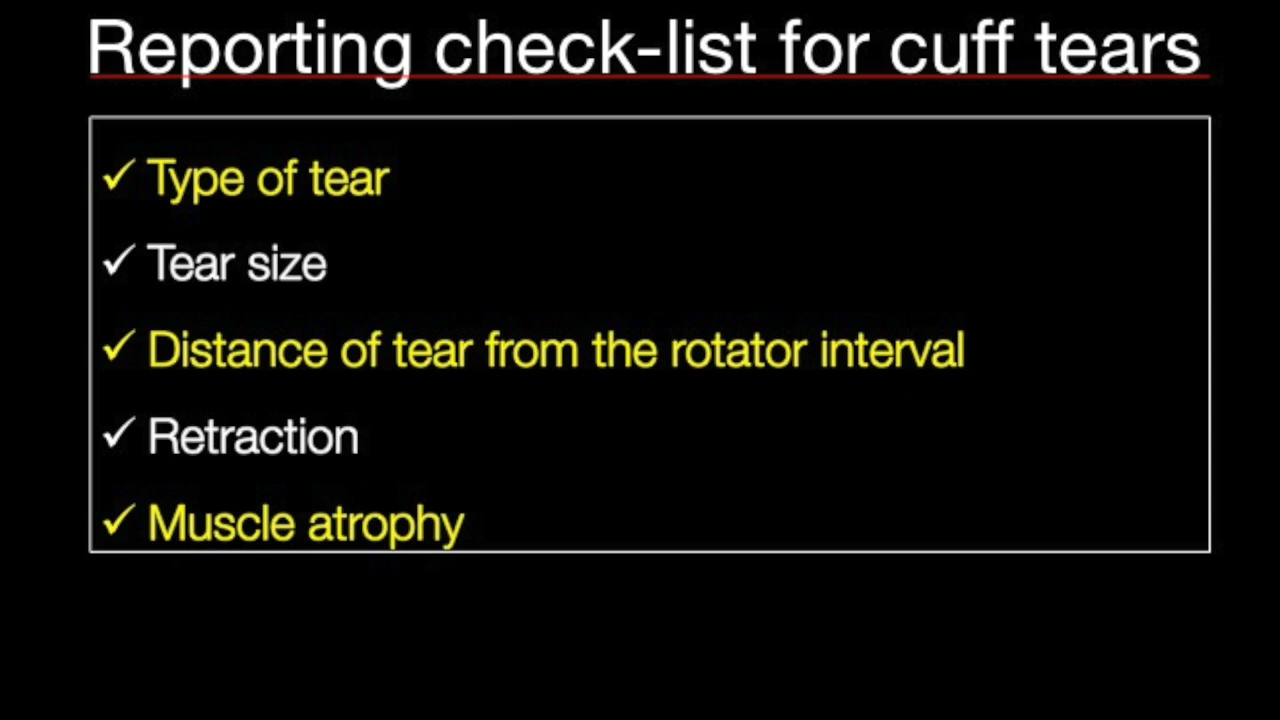 Reporting check-list for cuff tears
✓ Type of tear
✓ Tear size
✓ Distance of tear from the rotator interval
✓ Retraction
✓ Muscle atrophy